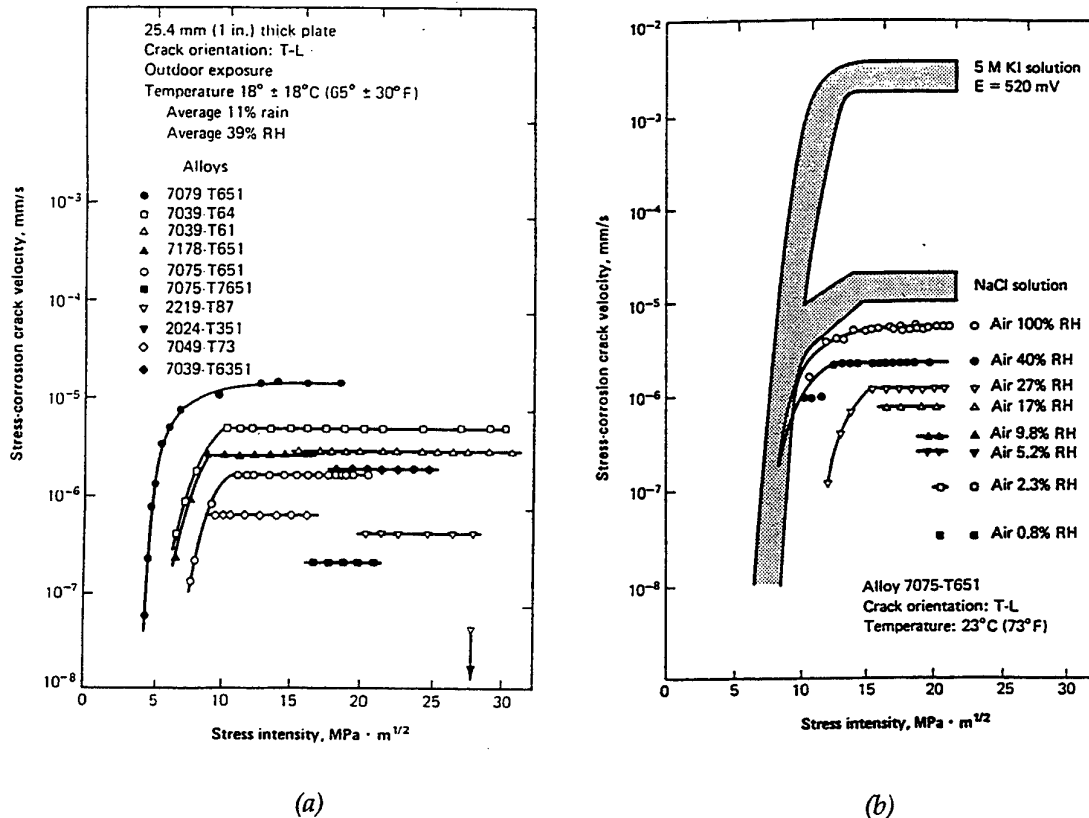 25.4 mm (1 in.) thick plate
Crack orientation: T-L
Outdoor exposure
Temperature 18° ± 18°C (65° ± 30°F)
Average 11% rain
Average 39% RH
Alloys
7079-T651
7039-T64
7039-T61
7178-T651
7075-T651
7075-T7651
2219-T87
2024-T351
7049-T73
7039-T6351
Stress-corrosion crack velocity, mm/s
10⁻³
10⁻⁴
10⁻⁵
10⁻⁶
10⁻⁷
10⁻⁸
0 5 10 15 20 25 30
Stress intensity, MPa · m^1/2
(a)
10⁻²
10⁻³
10⁻⁴
10⁻⁵
10⁻⁶
10⁻⁷
10⁻⁸
Stress-corrosion crack velocity, mm/s
5 M KI solution
E = 520 mV
NaCl solution
Air 100% RH
Air 40% RH
Air 27% RH
Air 17% RH
Air 9.8% RH
Air 5.2% RH
Air 2.3% RH
Air 0.8% RH
Alloy 7075-T651
Crack orientation: T-L
Temperature: 23°C (73°F)
0 5 10 15 20 25 30
Stress intensity, MPa · m^1/2
(b)